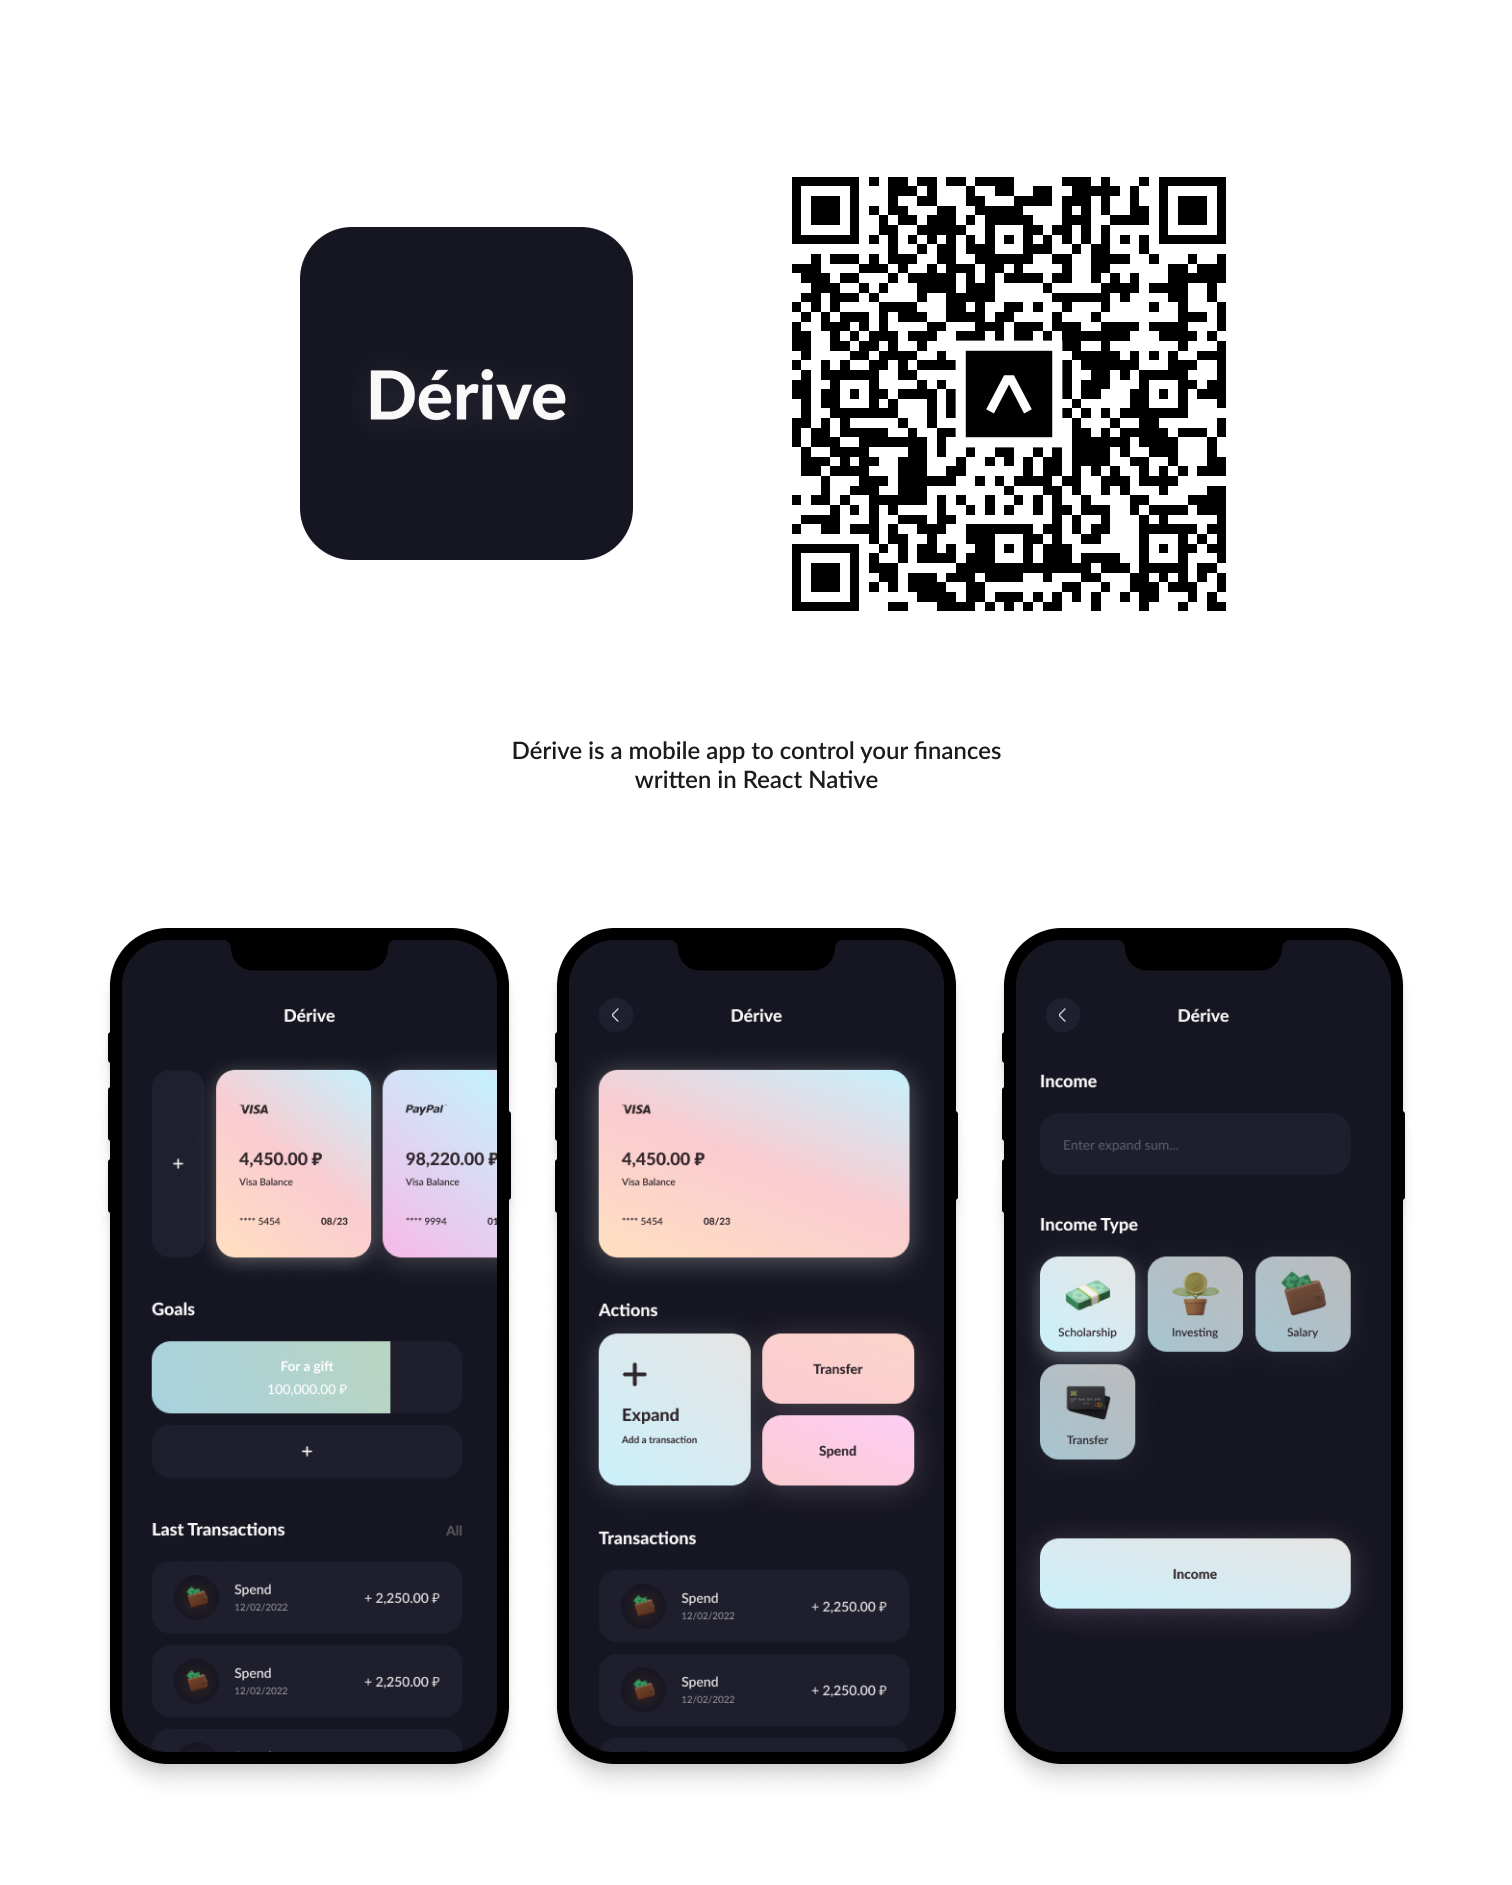 Dérive
Dérive is a mobile app to control your finances
written in React Native
Dérive
+
VISA
4,450.00 ₽
Visa Balance
**** 5454 08/23
PayPal
98,220.00 ₽
Visa Balance
**** 9994 01
Goals
For a gift
100,000.00 ₽
+
Last Transactions All
Spend
12/02/2022
+ 2,250.00 ₽
Spend
12/02/2022
+ 2,250.00 ₽
Dérive
VISA
4,450.00 ₽
Visa Balance
**** 5454 08/23
Actions
+
Expand
Add a transaction
Transfer
Spend
Transactions
Spend
12/02/2022
+ 2,250.00 ₽
Spend
12/02/2022
+ 2,250.00 ₽
Dérive
Income
Enter expand sum...
Income Type
Scholarship
Investing
Salary
Transfer
Income